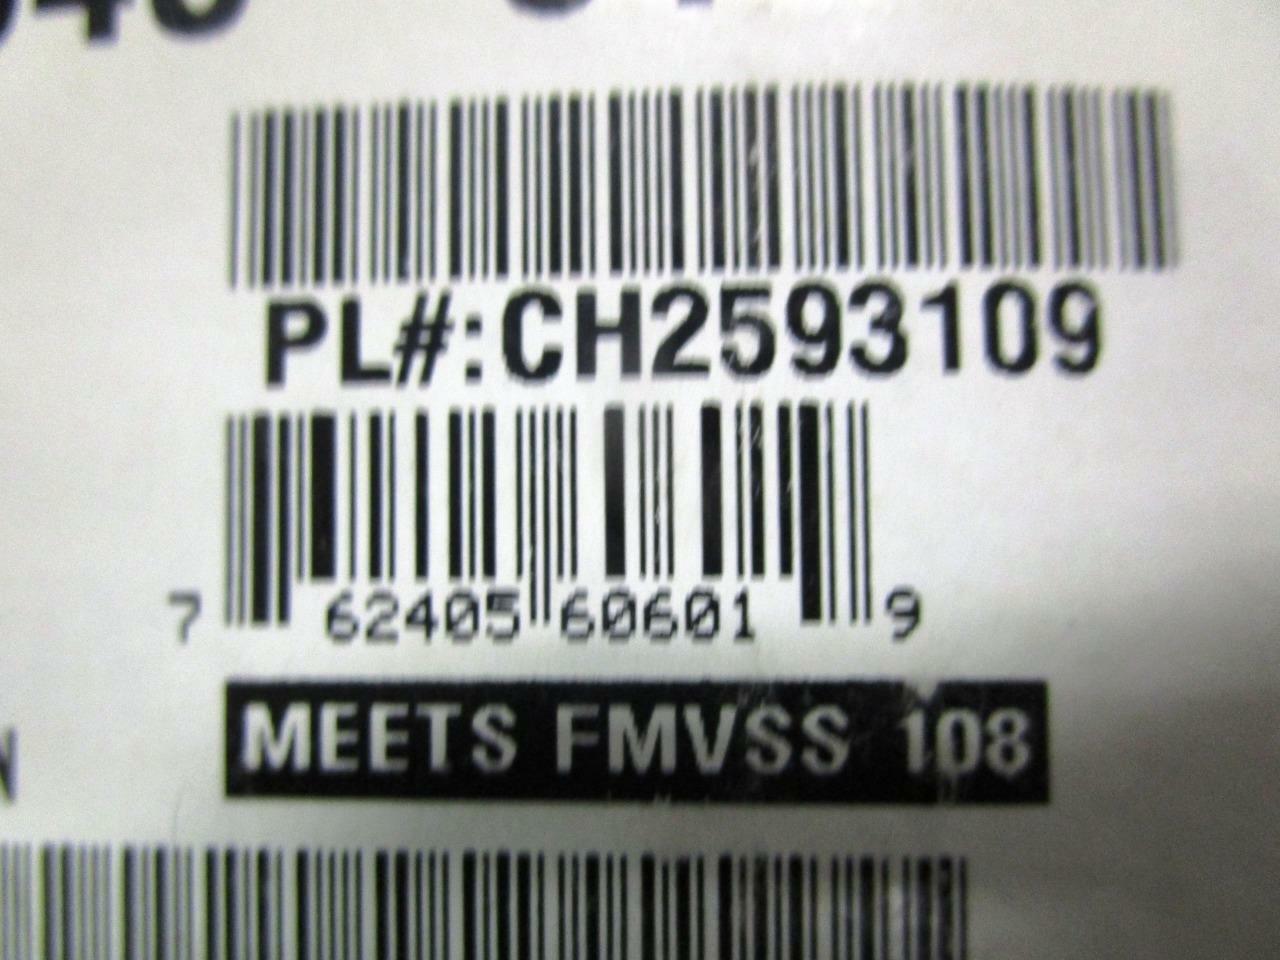 PL#:CH2593109
7 62405 60601 9
MEETS FMVSS 108